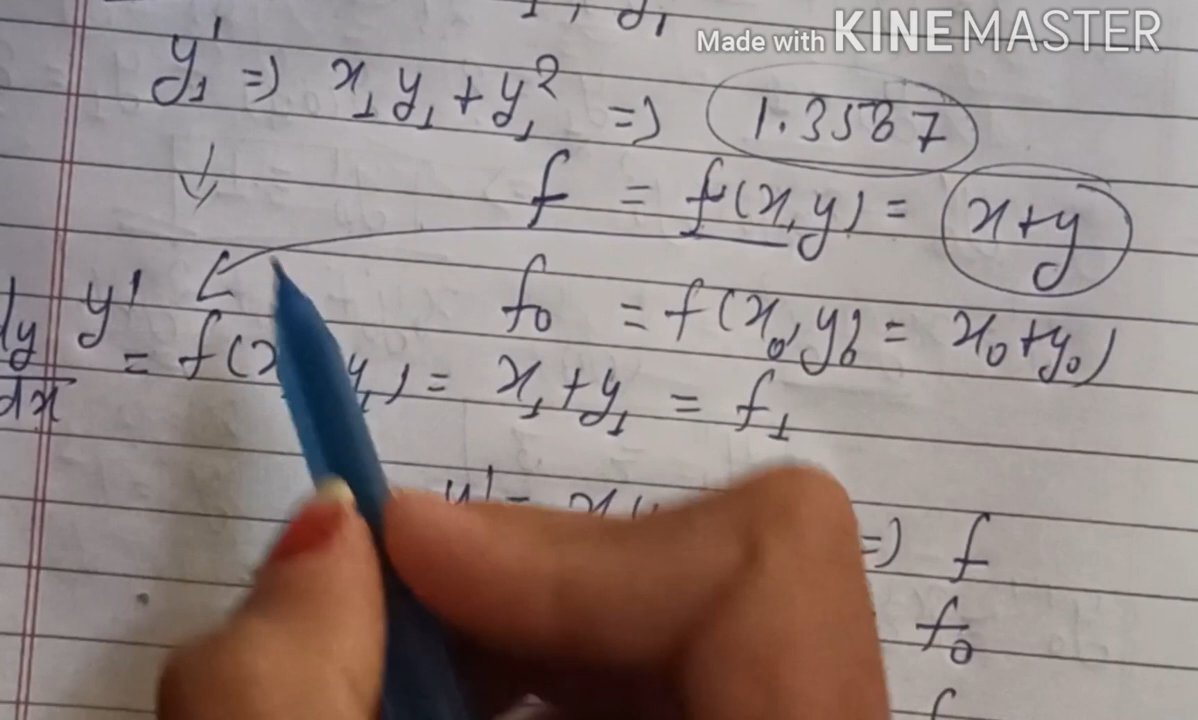 Made with KINEMASTER
y₁' => x₁y₁ + y₁² => 1.3587
f = f(x,y) = x+y
f₀ = f(x₀,y₀ = x₀+y₀)
dy/dx y' = f(x y₁) = x₁+y₁ = f₁
y' = xy => f
f₀
f